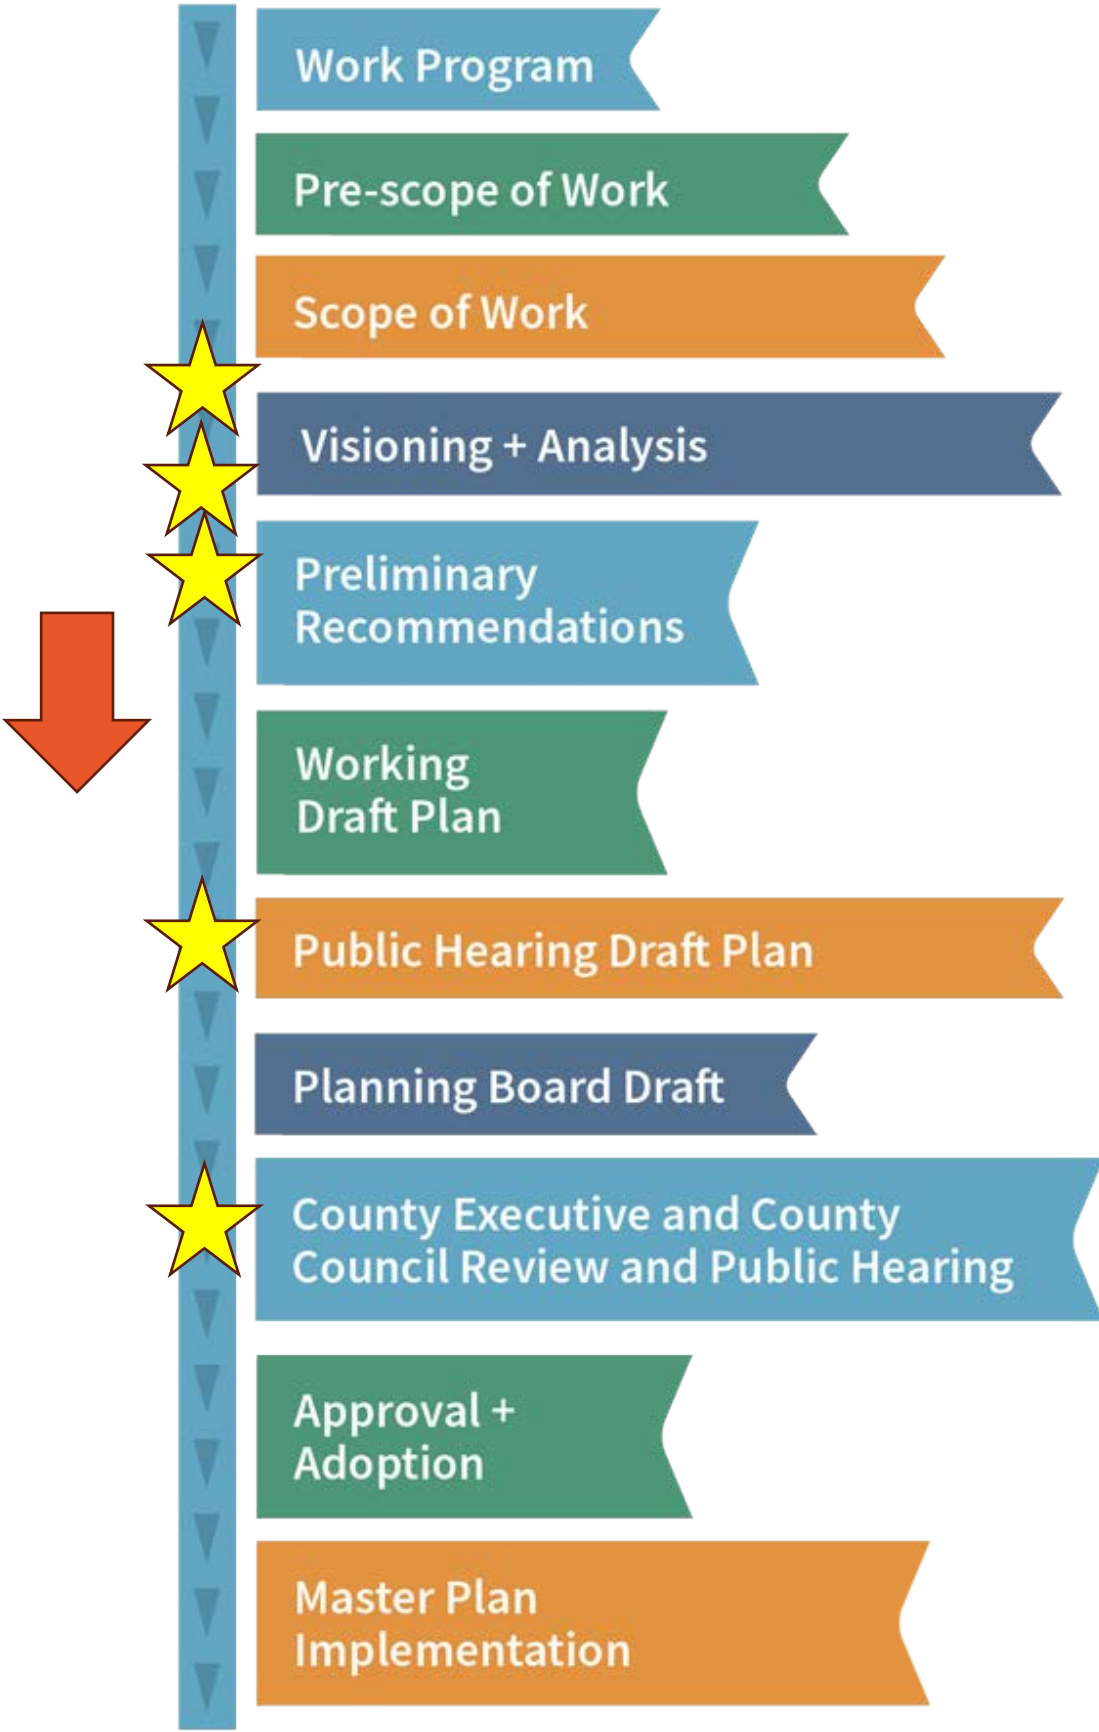 Work Program
Pre-scope of Work
Scope of Work
Visioning + Analysis
Preliminary
Recommendations
Working
Draft Plan
Public Hearing Draft Plan
Planning Board Draft
County Executive and County
Council Review and Public Hearing
Approval +
Adoption
Master Plan
Implementation